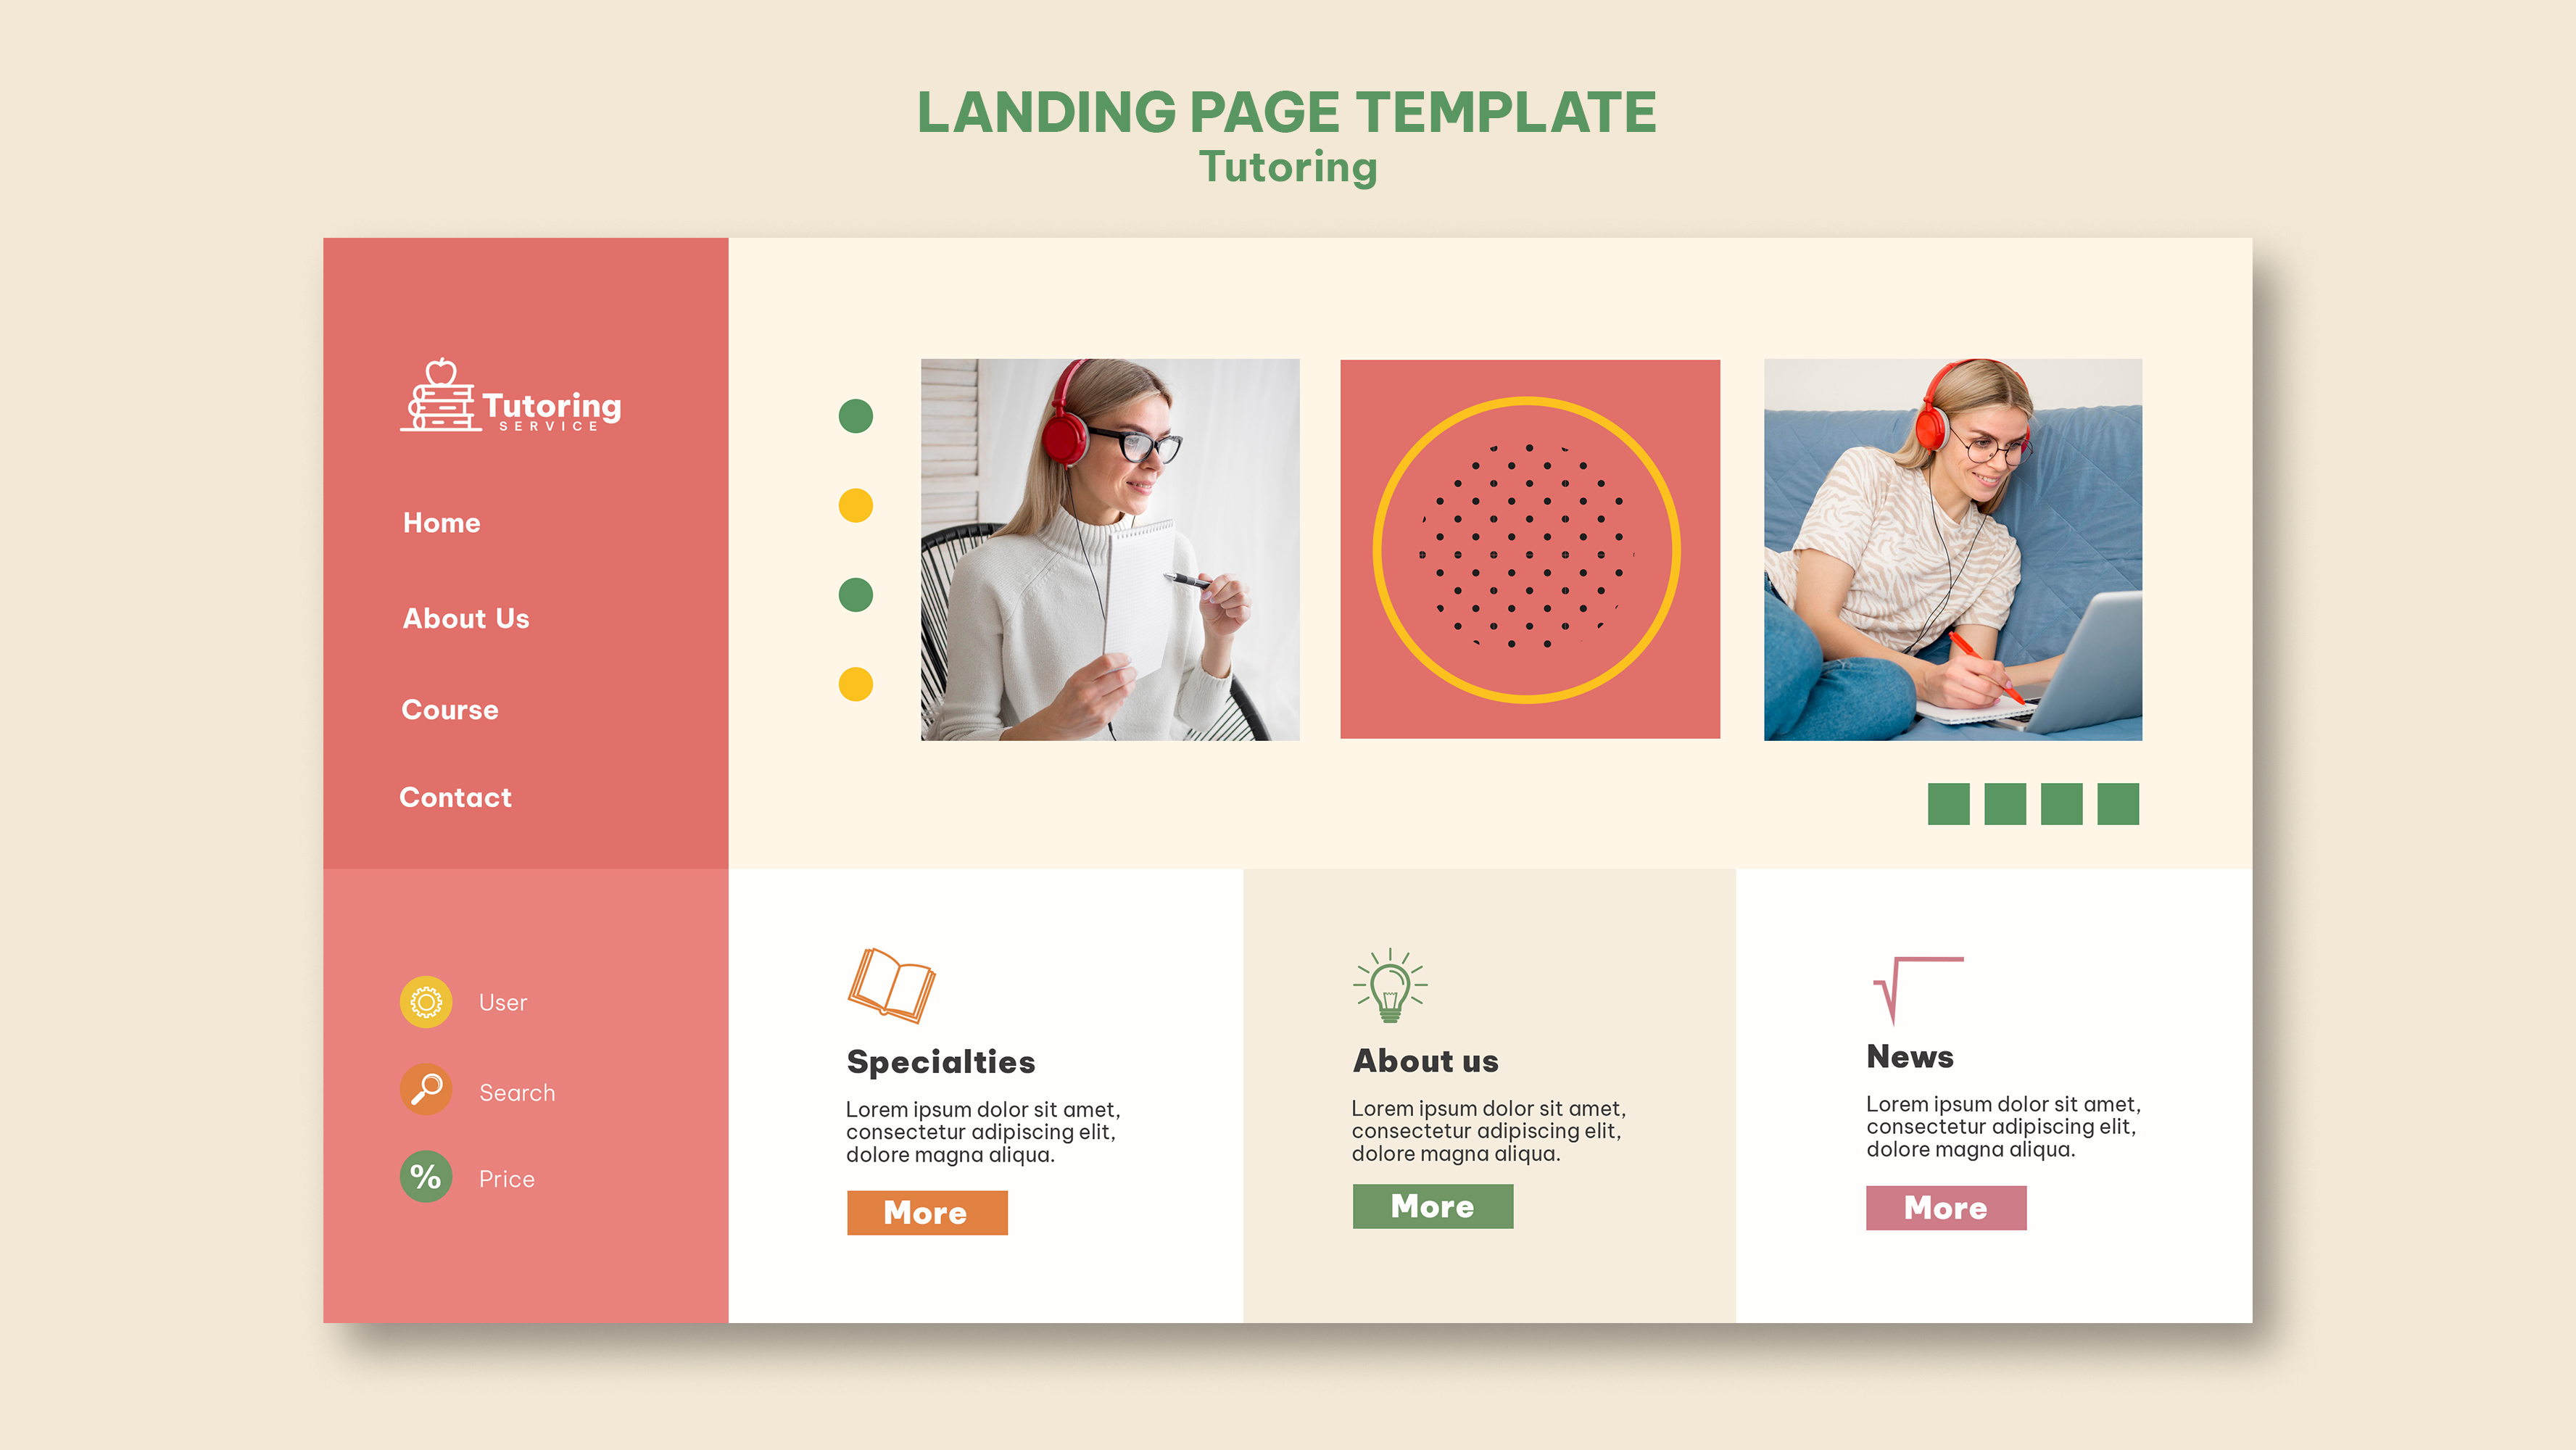 LANDING PAGE TEMPLATE
Tutoring
Tutoring
SERVICE
Home
About Us
Course
Contact
User
Search
%
Price
Specialties
Lorem ipsum dolor sit amet,
consectetur adipiscing elit,
dolore magna aliqua.
More
About us
Lorem ipsum dolor sit amet,
consectetur adipiscing elit,
dolore magna aliqua.
More
News
Lorem ipsum dolor sit amet,
consectetur adipiscing elit,
dolore magna aliqua.
More